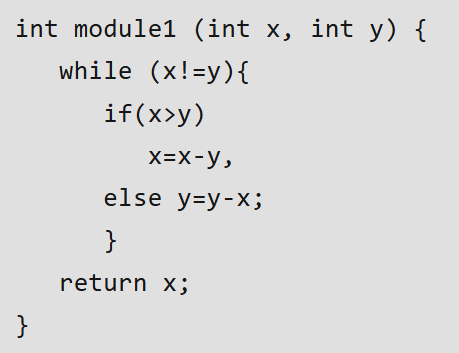 int module1 (int x, int y) {
   while (x!=y){
      if(x>y)
         x=x-y,
      else y=y-x;
      }
   return x;
}